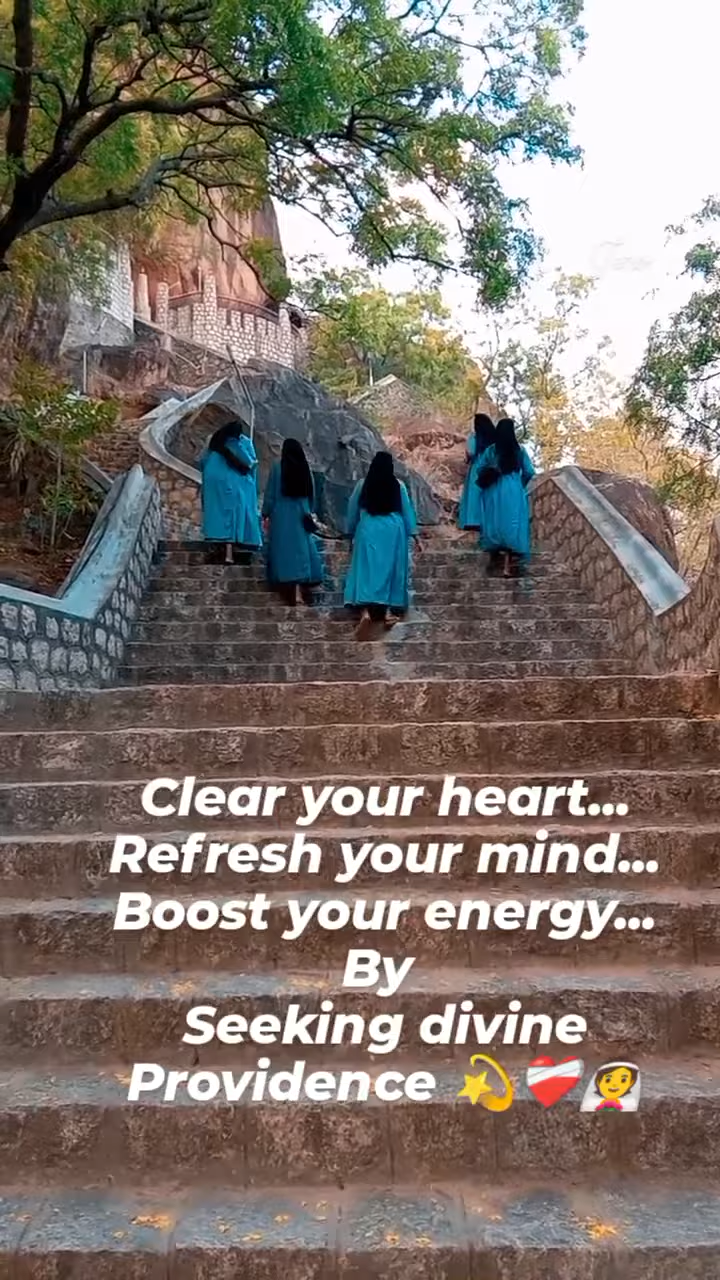 Clear your heart...
Refresh your mind...
Boost your energy...
By
Seeking divine
Providence 💫❤️‍🩹👰